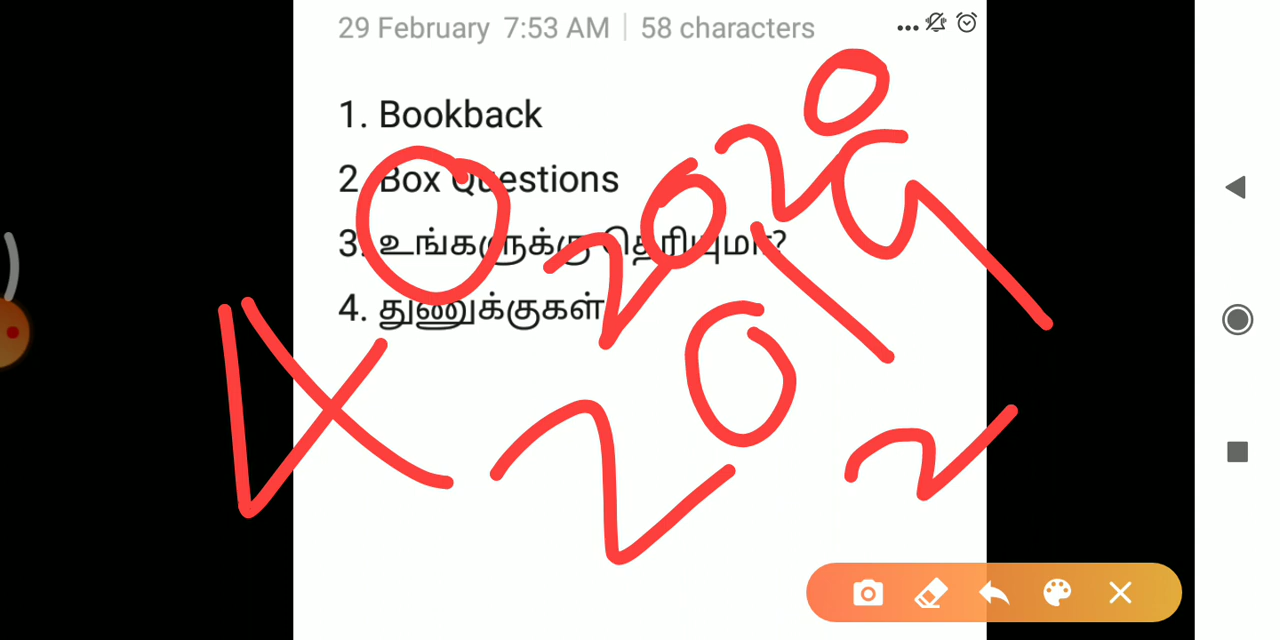 29 February 7:53 AM | 58 characters
1. Bookback
2. Box Questions
3. உங்களுக்கு தெரியுமா?
4. துணுக்குகள்
2020
2019
20
2